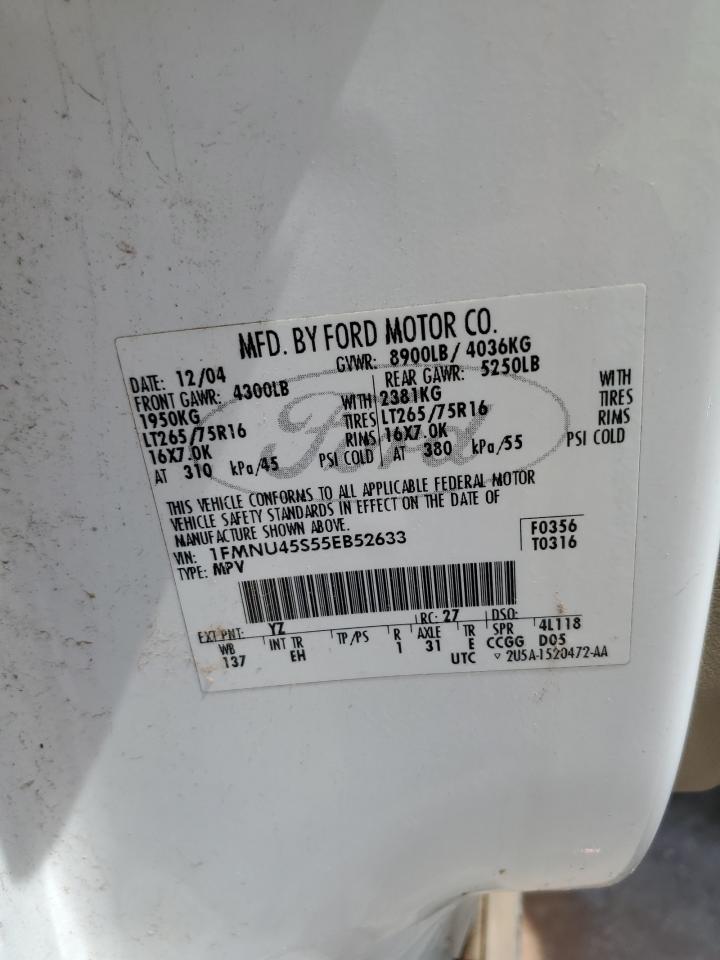 MFD. BY FORD MOTOR CO.
DATE: 12/04 GVWR: 8900LB/ 4036KG
FRONT GAWR: 4300LB REAR GAWR: 5250LB
1950KG WITH 2381KG WITH
LT265/75R16 TIRES LT265/75R16 TIRES
16X7.0K RIMS 16X7.0K RIMS
AT 310 kPa/45 PSI COLD AT 380 kPa/55 PSI COLD
Ford
THIS VEHICLE CONFORMS TO ALL APPLICABLE FEDERAL MOTOR
VEHICLE SAFETY STANDARDS IN EFFECT ON THE DATE OF
MANUFACTURE SHOWN ABOVE.
VIN: 1FMNU45S55EB52633 F0356
TYPE: MPV T0316
EXT PNT: YZ RC: 27 DSO:
WB INT TR TP/PS R AXLE TR SPR 4L118
137 EH 1 31 E CCGG D05
UTC ▽ 2U5A-1520472-AA